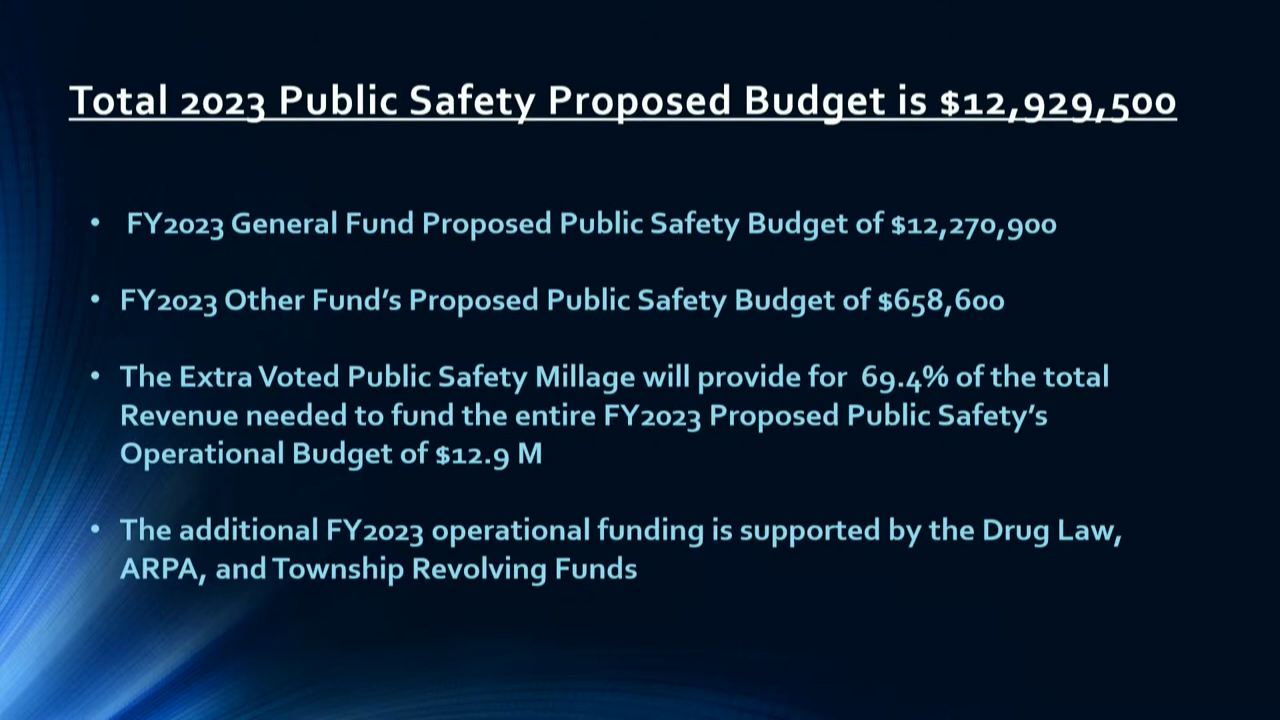 Total 2023 Public Safety Proposed Budget is $12,929,500
• FY2023 General Fund Proposed Public Safety Budget of $12,270,900
• FY2023 Other Fund’s Proposed Public Safety Budget of $658,600
• The Extra Voted Public Safety Millage will provide for 69.4% of the total
Revenue needed to fund the entire FY2023 Proposed Public Safety’s
Operational Budget of $12.9 M
• The additional FY2023 operational funding is supported by the Drug Law,
ARPA, and Township Revolving Funds